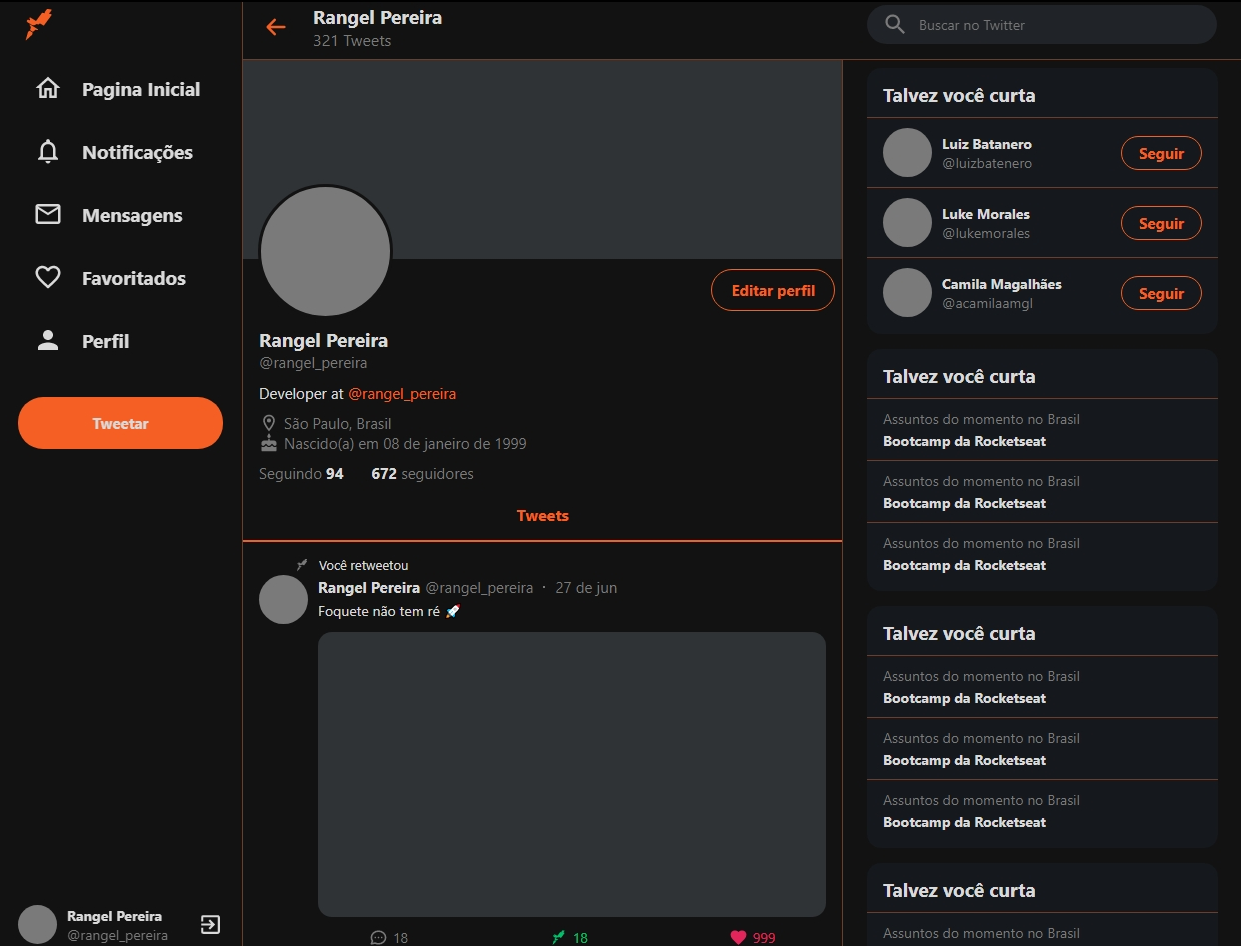 Pagina Inicial
Notificações
Mensagens
Favoritados
Perfil
Tweetar
Rangel Pereira
@rangel_pereira
Rangel Pereira
321 Tweets
Editar perfil
Rangel Pereira
@rangel_pereira
Developer at @rangel_pereira
São Paulo, Brasil
Nascido(a) em 08 de janeiro de 1999
Seguindo 94 672 seguidores
Tweets
Você retweetou
Rangel Pereira @rangel_pereira · 27 de jun
Foquete não tem ré 🚀
18 18 999
Buscar no Twitter
Talvez você curta
Luiz Batanero
@luizbatenero
Seguir
Luke Morales
@lukemorales
Seguir
Camila Magalhães
@acamilaamgl
Seguir
Talvez você curta
Assuntos do momento no Brasil
Bootcamp da Rocketseat
Assuntos do momento no Brasil
Bootcamp da Rocketseat
Assuntos do momento no Brasil
Bootcamp da Rocketseat
Talvez você curta
Assuntos do momento no Brasil
Bootcamp da Rocketseat
Assuntos do momento no Brasil
Bootcamp da Rocketseat
Assuntos do momento no Brasil
Bootcamp da Rocketseat
Talvez você curta
Assuntos do momento no Brasil